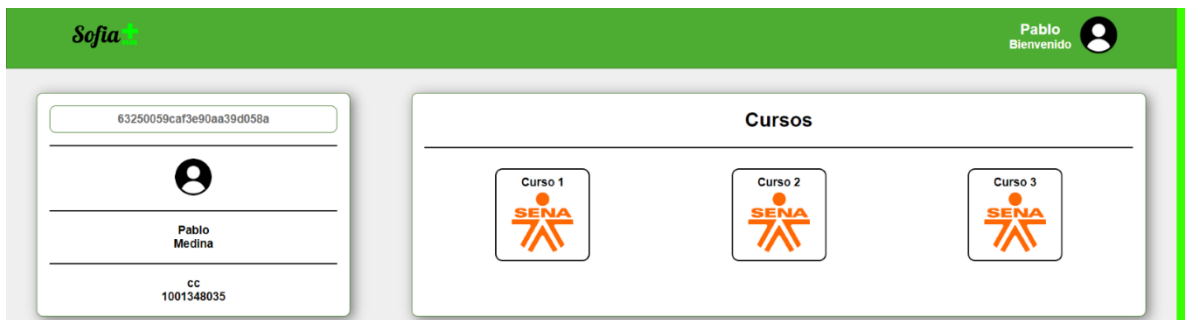 Sofia
Pablo
Bienvenido
63250059caf3e90aa39d058a
Pablo
Medina
cc
1001348035
Cursos
Curso 1
SENA
Curso 2
SENA
Curso 3
SENA